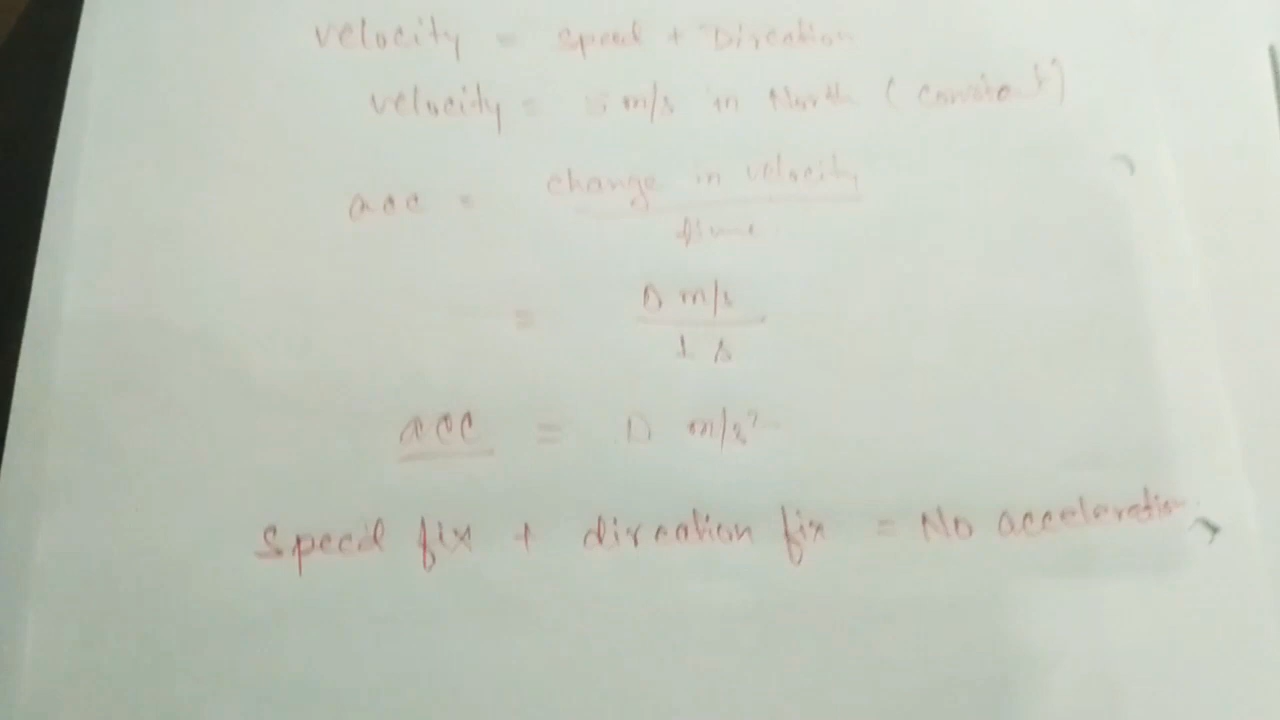 velocity = speed + Direction
velocity = m/s in North (constant)
acc = change in velocity
time
= 0 m/s
1 s
acc = 0 m/s²
Speed fix + direction fix = No acceleration